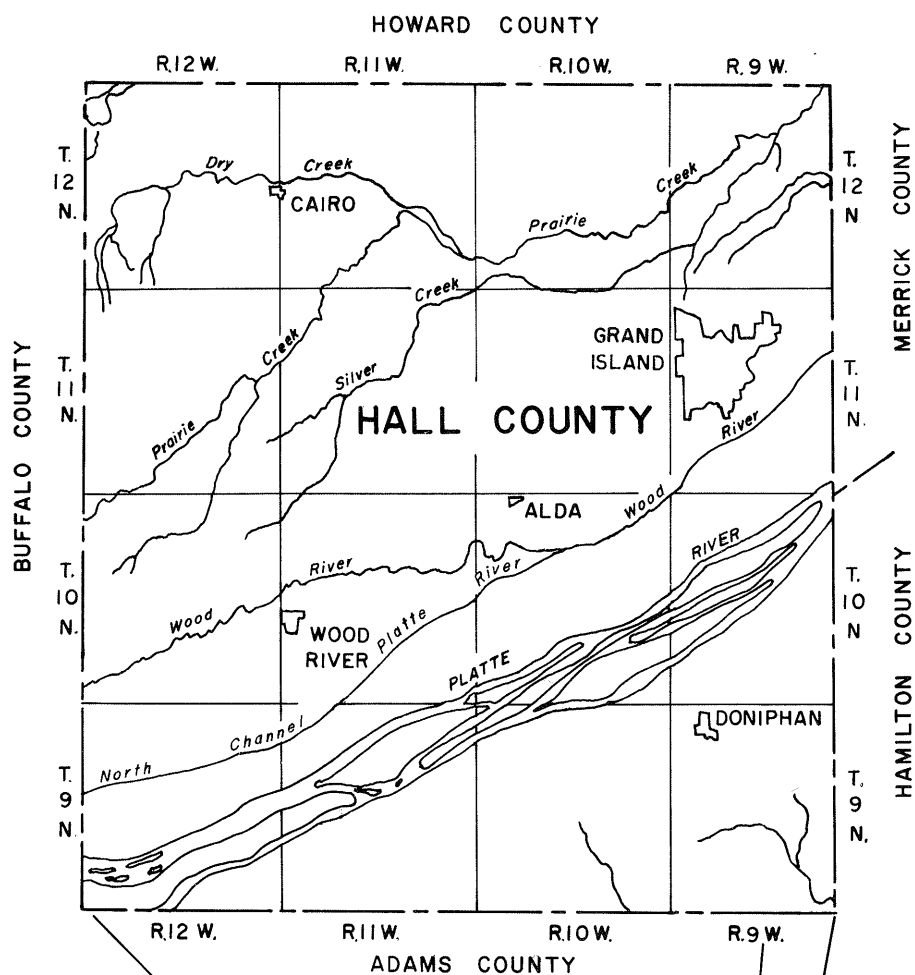 HOWARD COUNTY
R.12 W. R.11 W. R.10 W. R. 9 W.
T.
12
N.
Dry Creek
CAIRO
Prairie Creek
T.
12
N
MERRICK COUNTY
Creek
GRAND
ISLAND
BUFFALO COUNTY
T.
11
N.
Prairie Creek
Silver
HALL COUNTY
River
T.
11
N.
ALDA
Wood
RIVER
River
River
T.
10
N.
Wood
WOOD
RIVER
Platte
PLATTE
T.
10
N
HAMILTON COUNTY
DONIPHAN
North Channel
T.
9
N.
T.
9
N.
R.12 W. R.11 W. R.10 W. R.9 W.
ADAMS COUNTY